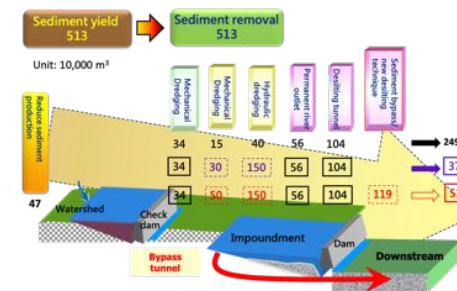 Sediment yield
513
Sediment removal
513
Unit: 10,000 m³
Mechanical
Dredging
Mechanical
Dredging
Hydraulic
dredging
Permanent river
outlet
Desilting tunnel
Sediment bypass/
new desilting
technique
Reduce sediment
production
34 15 40 56 104 249
34 30 150 56 104
34 50 150 56 104 119
47
Watershed
Check
dam
Bypass
tunnel
Impoundment
Dam
Downstream